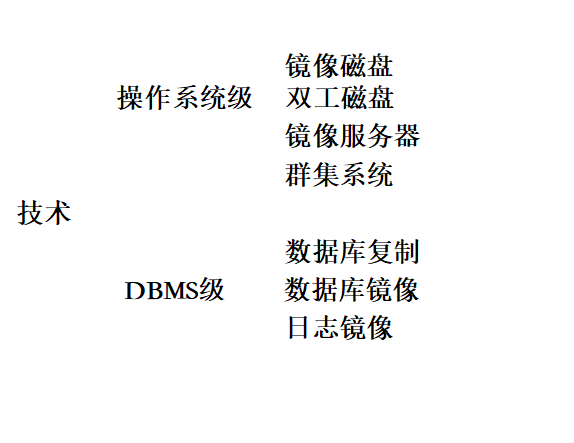 镜像磁盘
操作系统级 双工磁盘
镜像服务器
群集系统
技术
数据库复制
DBMS级 数据库镜像
日志镜像